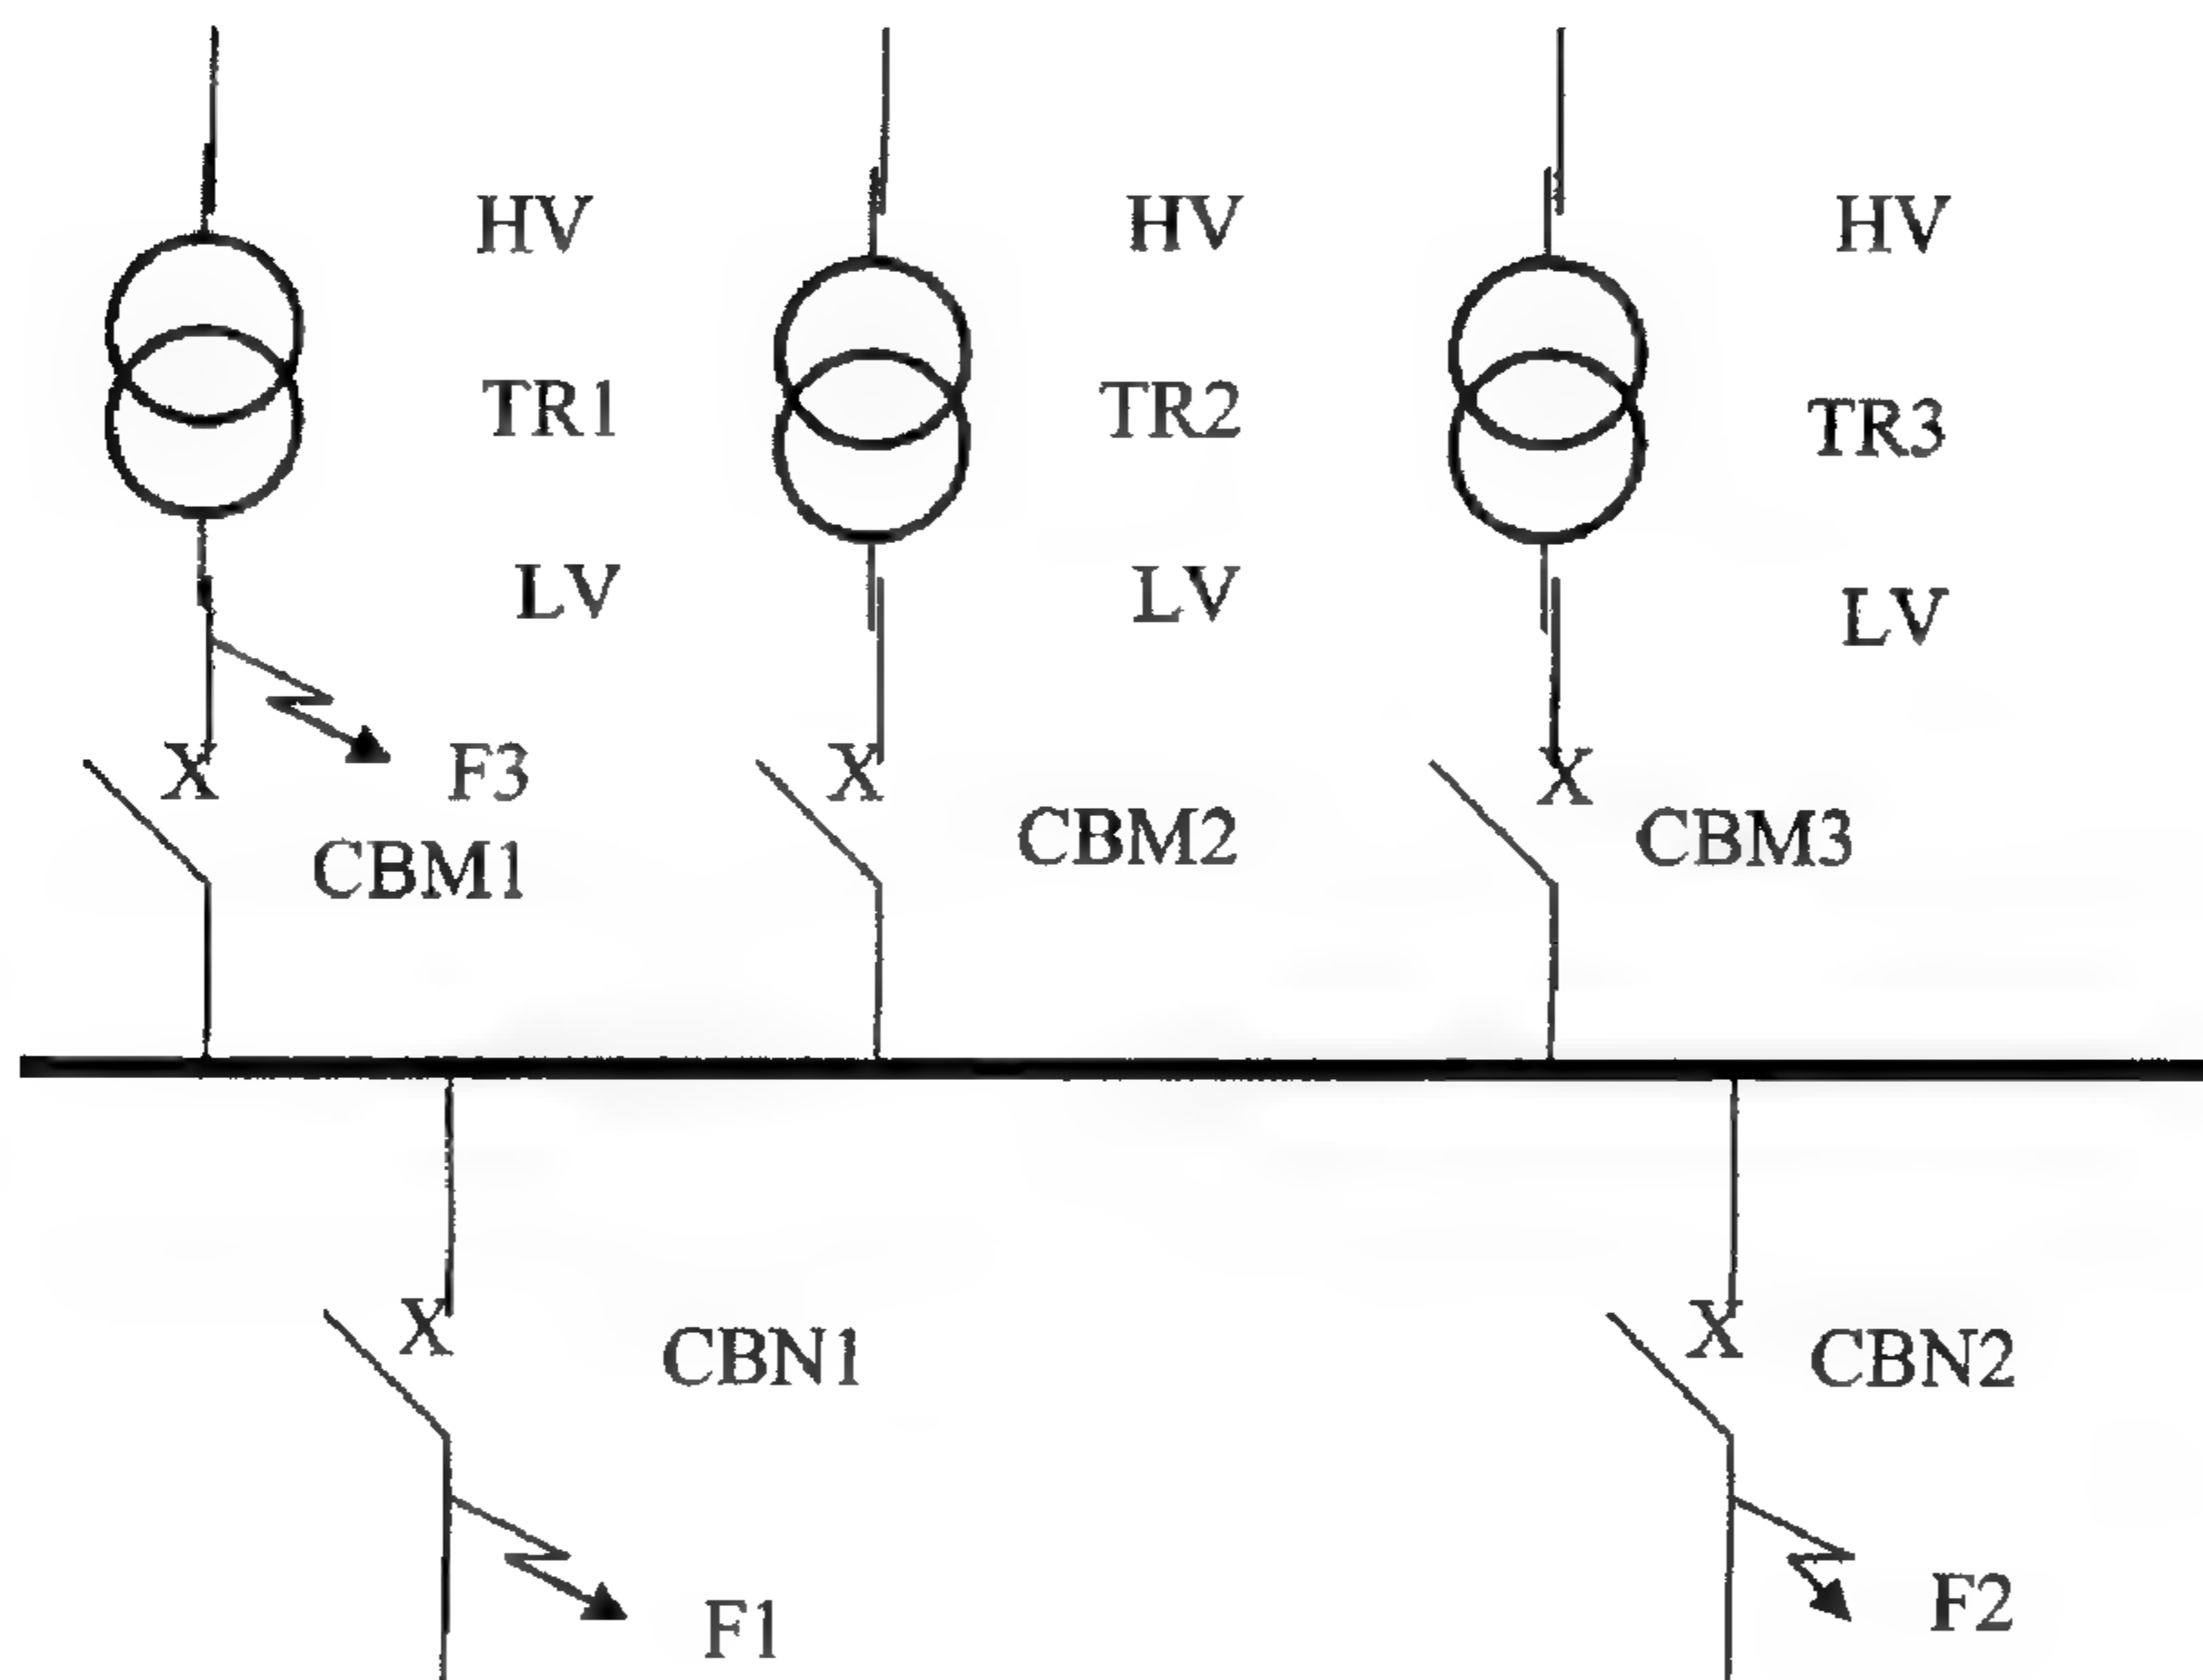 HV HV HV
TR1 TR2 TR3
LV LV LV
X F3 X X
CBM1 CBM2 CBM3
X CBN1 X CBN2
F1 F2